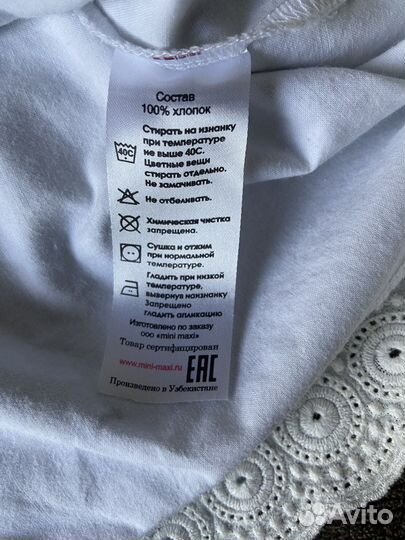 Состав
100% хлопок
Стирать на изнанку
при температуре
не выше 40С.
Цветные вещи
стирать отдельно.
Не замачивать.
40С
Не отбеливать.
Химическая чистка
запрещена.
Сушка и отжим
при нормальной
температуре.
Гладить при низкой
температуре,
вывернув наизнанку
Запрещено
гладить апликацию
Изготовлено по заказу
ооо «mini maxi»
Товар сертифицирован
www.mini-maxi.ru
EAC
Произведено в Узбекистане
Avito